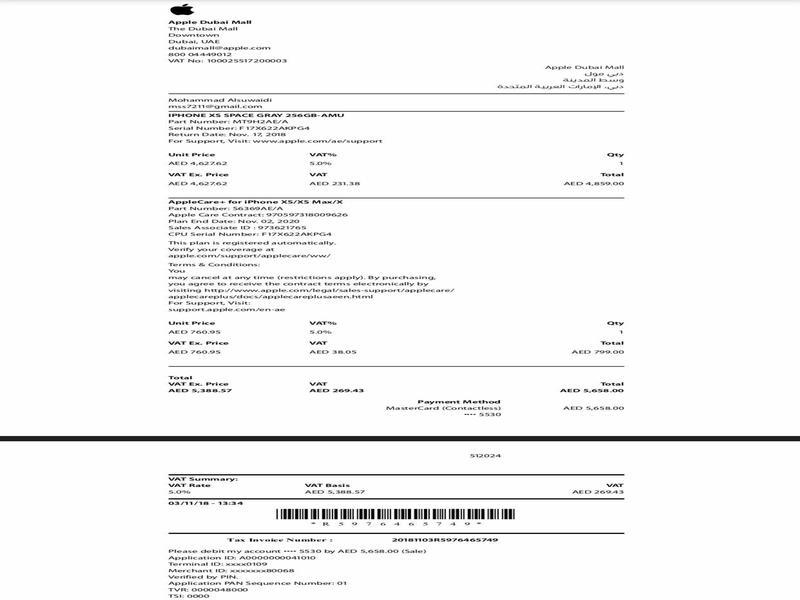 Apple Dubai Mall
The Dubai Mall
Downtown
Dubai, UAE
dubaimall@apple.com
800 04449012
VAT No: 100025517200003
Apple Dubai Mall
دبي مول
وسط المدينة
دبي، الإمارات العربية المتحدة
Mohammad Alsuwaidi
mss7211@gmail.com
IPHONE XS SPACE GRAY 256GB-AMU
Part Number: MT9H2AE/A
Serial Number: F17X622AKPG4
Return Date: Nov. 17, 2018
For Support, Visit: www.apple.com/ae/support
Unit Price VAT% Qty
AED 4,627.62 5.0% 1
VAT Ex. Price VAT Total
AED 4,627.62 AED 231.38 AED 4,859.00
AppleCare+ for iPhone XS/XS Max/X
Part Number: S6369AE/A
Apple Care Contract: 970597318009626
Plan End Date: Nov. 02, 2020
Sales Associate ID : 973621765
CPU Serial Number: F17X622AKPG4
This plan is registered automatically.
Verify your coverage at
apple.com/support/applecare/ww/
Terms & Conditions:
You
may cancel at any time (restrictions apply). By purchasing,
you agree to receive the contract terms electronically by
visiting http://www.apple.com/legal/sales-support/applecare/
applecareplus/docs/applecareplusaeen.html
For Support, Visit:
support.apple.com/en-ae
Unit Price VAT% Qty
AED 760.95 5.0% 1
VAT Ex. Price VAT Total
AED 760.95 AED 38.05 AED 799.00
Total
VAT Ex. Price VAT Total
AED 5,388.57 AED 269.43 AED 5,658.00
Payment Method
MasterCard (Contactless) AED 5,658.00
•••• 5530
512024
VAT Summary:
VAT Rate VAT Basis VAT
5.0% AED 5,388.57 AED 269.43
03/11/18 - 13:34
*R5976465749*
Tax Invoice Number : 20181103R5976465749
Please debit my account •••• 5530 by AED 5,658.00 (Sale)
Application ID: A0000000041010
Terminal ID: xxxx0109
Merchant ID: xxxxxxx80068
Verified by PIN.
Application PAN Sequence Number: 01
TVR: 0000048000
TSI: 0000